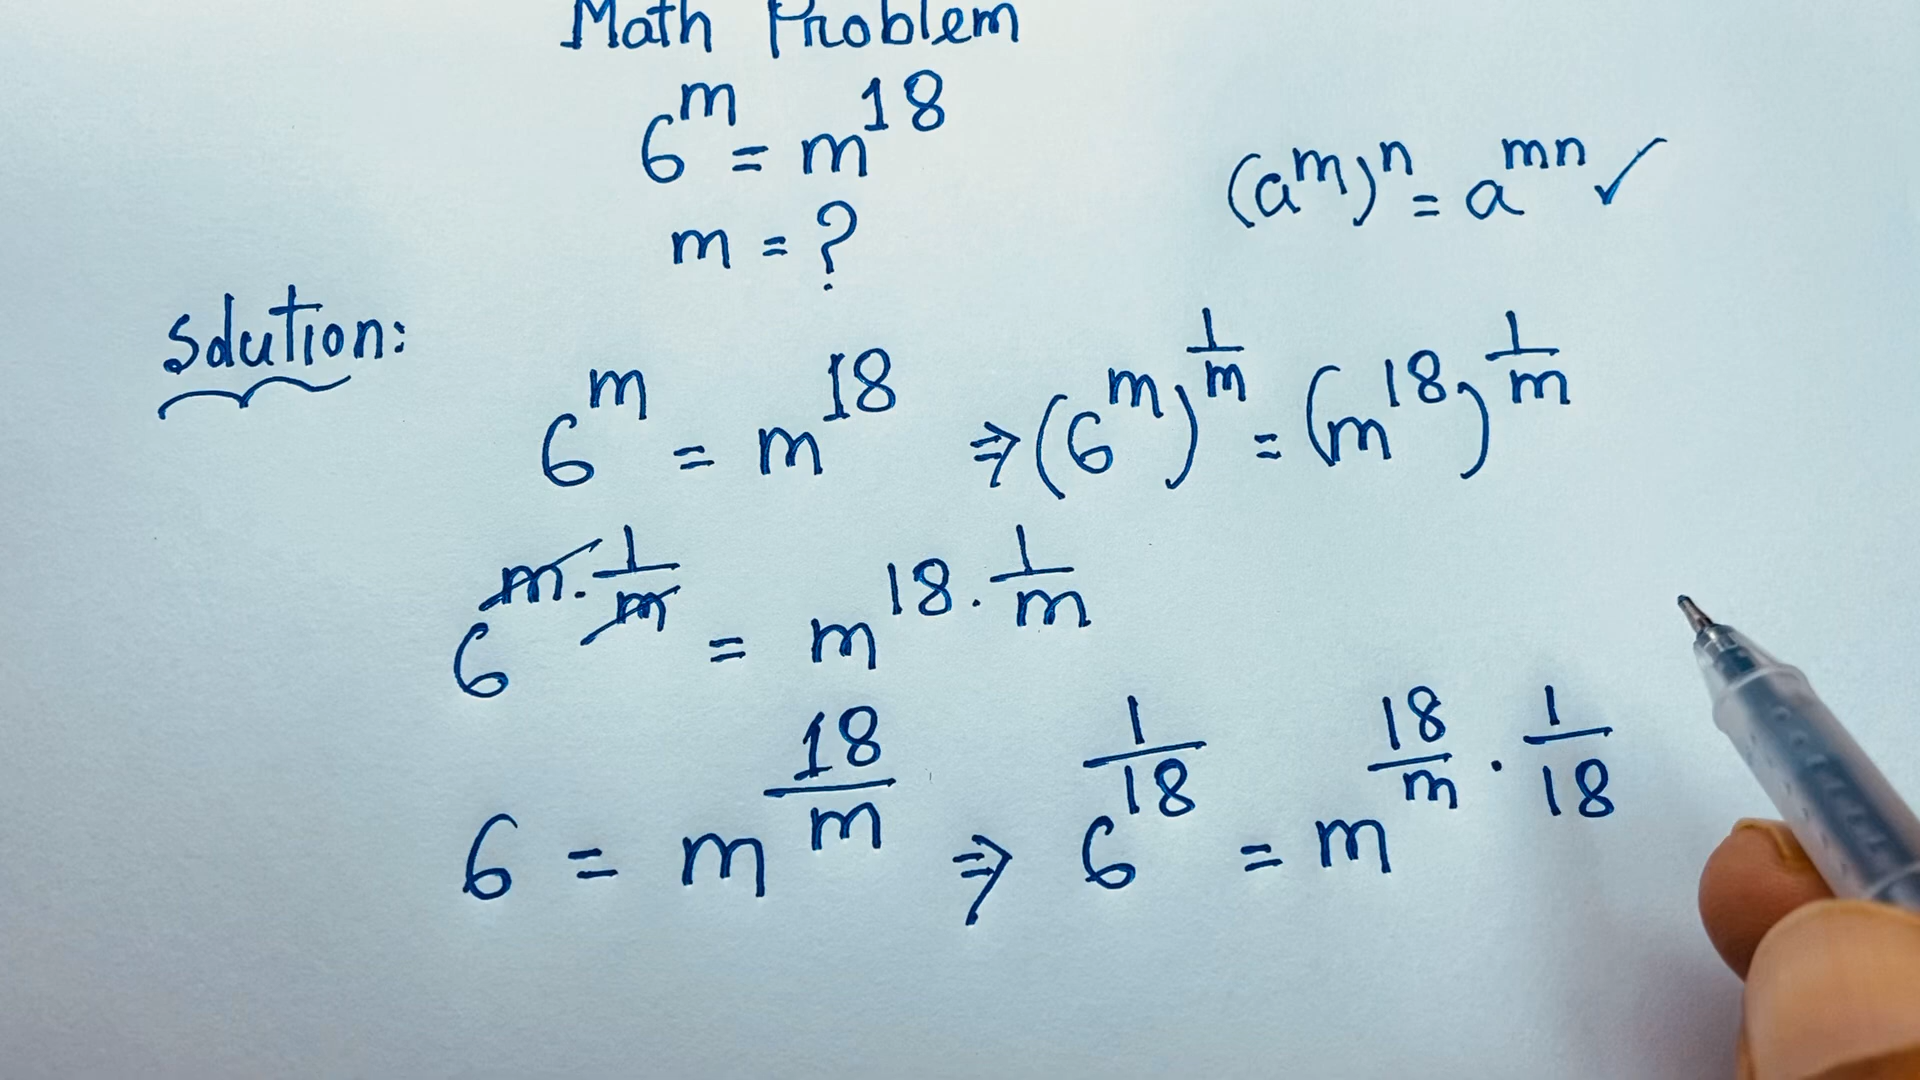 Math Problem
6^m = m^18
(a^m)^n = a^mn ✓
m = ?
Solution:
6^m = m^18 ⇒ (6^m)^(1/m) = (m^18)^(1/m)
6^(m·1/m) = m^(18·1/m)
6 = m^(18/m) ⇒ 6^(1/18) = m^(18/m · 1/18)